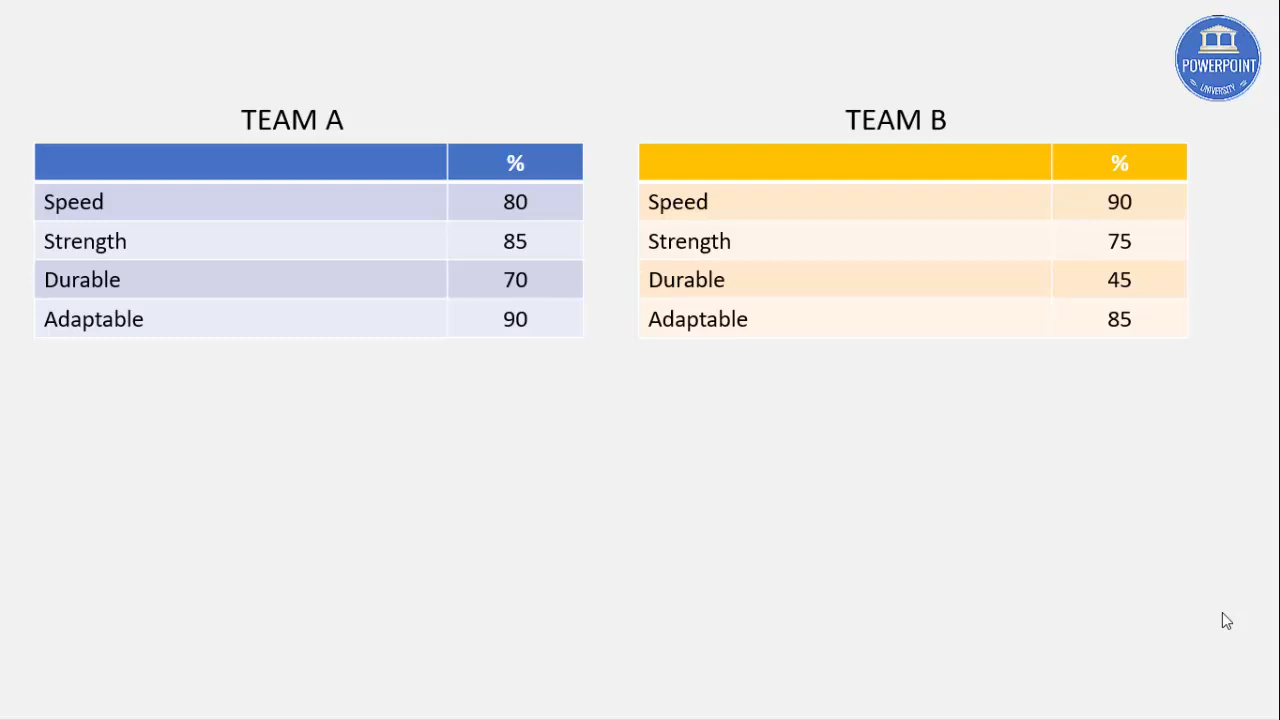 POWERPOINT
UNIVERSITY
TEAM A
%
Speed 80
Strength 85
Durable 70
Adaptable 90
TEAM B
%
Speed 90
Strength 75
Durable 45
Adaptable 85